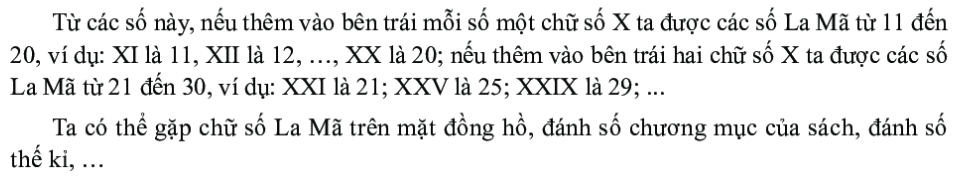 Từ các số này, nếu thêm vào bên trái mỗi số một chữ số X ta được các số La Mã từ 11 đến
20, ví dụ: XI là 11, XII là 12, ..., XX là 20; nếu thêm vào bên trái hai chữ số X ta được các số
La Mã từ 21 đến 30, ví dụ: XXI là 21; XXV là 25; XXIX là 29; ...
Ta có thể gặp chữ số La Mã trên mặt đồng hồ, đánh số chương mục của sách, đánh số
thế kỉ, ...